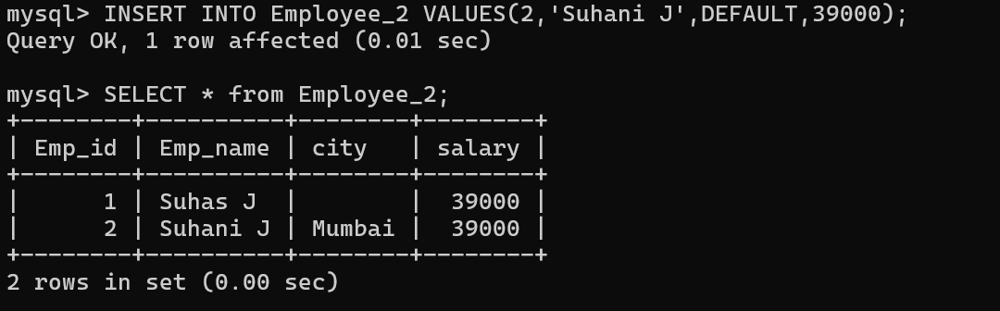 mysql> INSERT INTO Employee_2 VALUES(2,'Suhani J',DEFAULT,39000);
Query OK, 1 row affected (0.01 sec)

mysql> SELECT * from Employee_2;
+--------+----------+--------+--------+
| Emp_id | Emp_name | city   | salary |
+--------+----------+--------+--------+
|      1 | Suhas J  |        |  39000 |
|      2 | Suhani J | Mumbai |  39000 |
+--------+----------+--------+--------+
2 rows in set (0.00 sec)